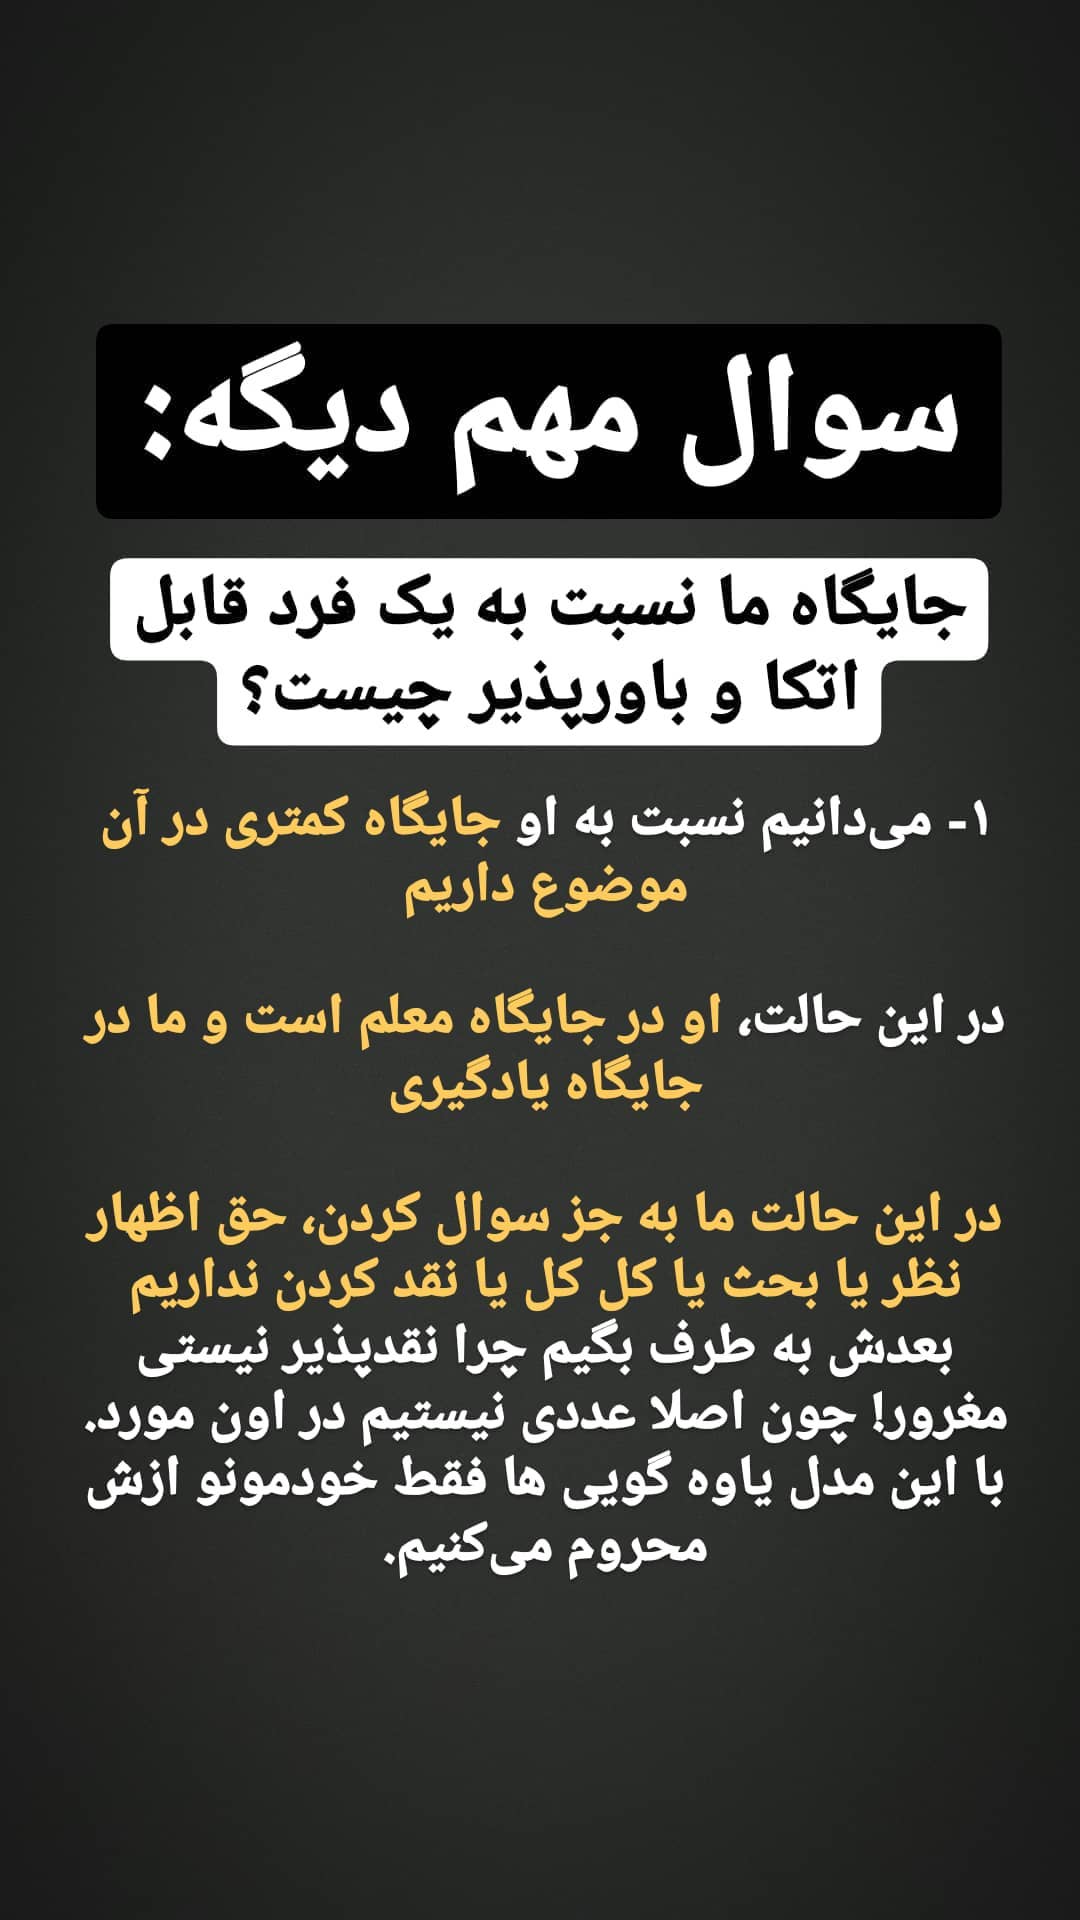 سوال مهم دیگه:
جایگاه ما نسبت به یک فرد قابل
اتکا و باورپذیر چیست؟
۱- می‌دانیم نسبت به او جایگاه کمتری در آن
موضوع داریم
در این حالت، او در جایگاه معلم است و ما در
جایگاه یادگیری
در این حالت ما به جز سوال کردن، حق اظهار
نظر یا بحث یا کل کل یا نقد کردن نداریم
بعدش به طرف بگیم چرا نقدپذیر نیستی
مغرور! چون اصلا عددی نیستیم در اون مورد.
با این مدل یاوه گویی ها فقط خودمونو ازش
محروم می‌کنیم.